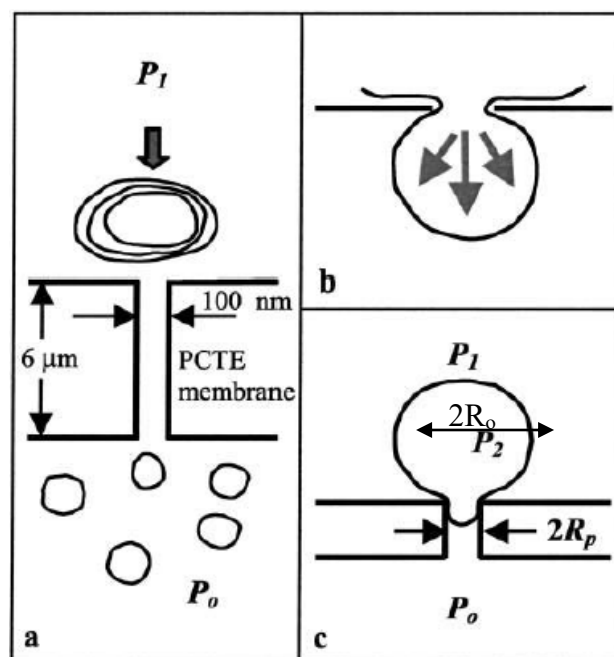 P₁
100 nm
6 μm
PCTE
membrane
Pₒ
a
b
P₁
2Rₒ
P₂
2Rₚ
Pₒ
c